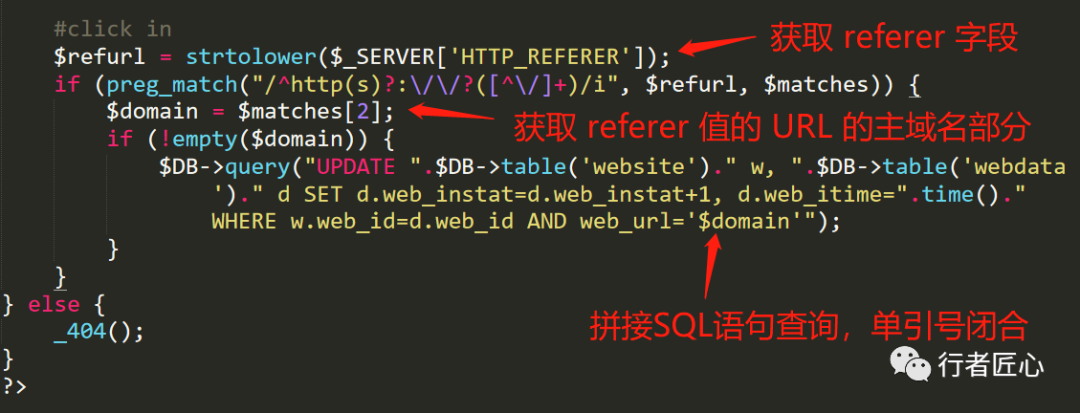 #click in
$refurl = strtolower($_SERVER['HTTP_REFERER']);
获取 referer 字段
if (preg_match("/^http(s)?:\/\/?([^\/]+)/i", $refurl, $matches)) {
$domain = $matches[2];
获取 referer 值的 URL 的主域名部分
if (!empty($domain)) {
$DB->query("UPDATE ".$DB->table('website')." w, ".$DB->table('webdata
')." d SET d.web_instat=d.web_instat+1, d.web_itime=".time()."
WHERE w.web_id=d.web_id AND web_url='$domain'");
}
}
拼接SQL语句查询，单引号闭合
} else {
_404();
}
行者匠心
?>